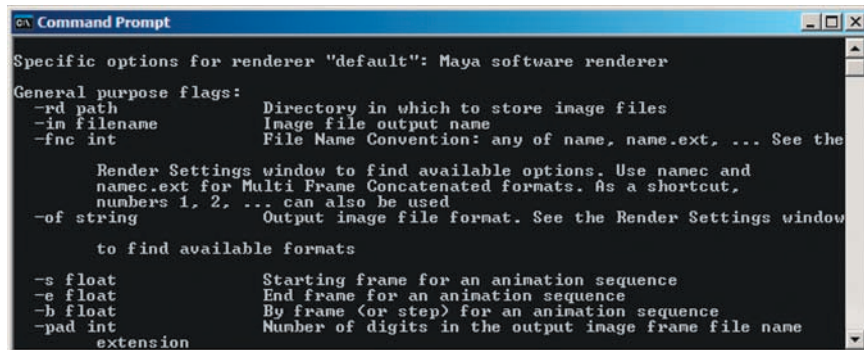 Command Prompt
Specific options for renderer "default": Maya software renderer
General purpose flags:
-rd path Directory in which to store image files
-im filename Image file output name
-fnc int File Name Convention: any of name, name.ext, ... See the
Render Settings window to find available options. Use namec and
namec.ext for Multi Frame Concatenated formats. As a shortcut,
numbers 1, 2, ... can also be used
-of string Output image file format. See the Render Settings window
to find available formats
-s float Starting frame for an animation sequence
-e float End frame for an animation sequence
-b float By frame (or step) for an animation sequence
-pad int Number of digits in the output image frame file name
extension